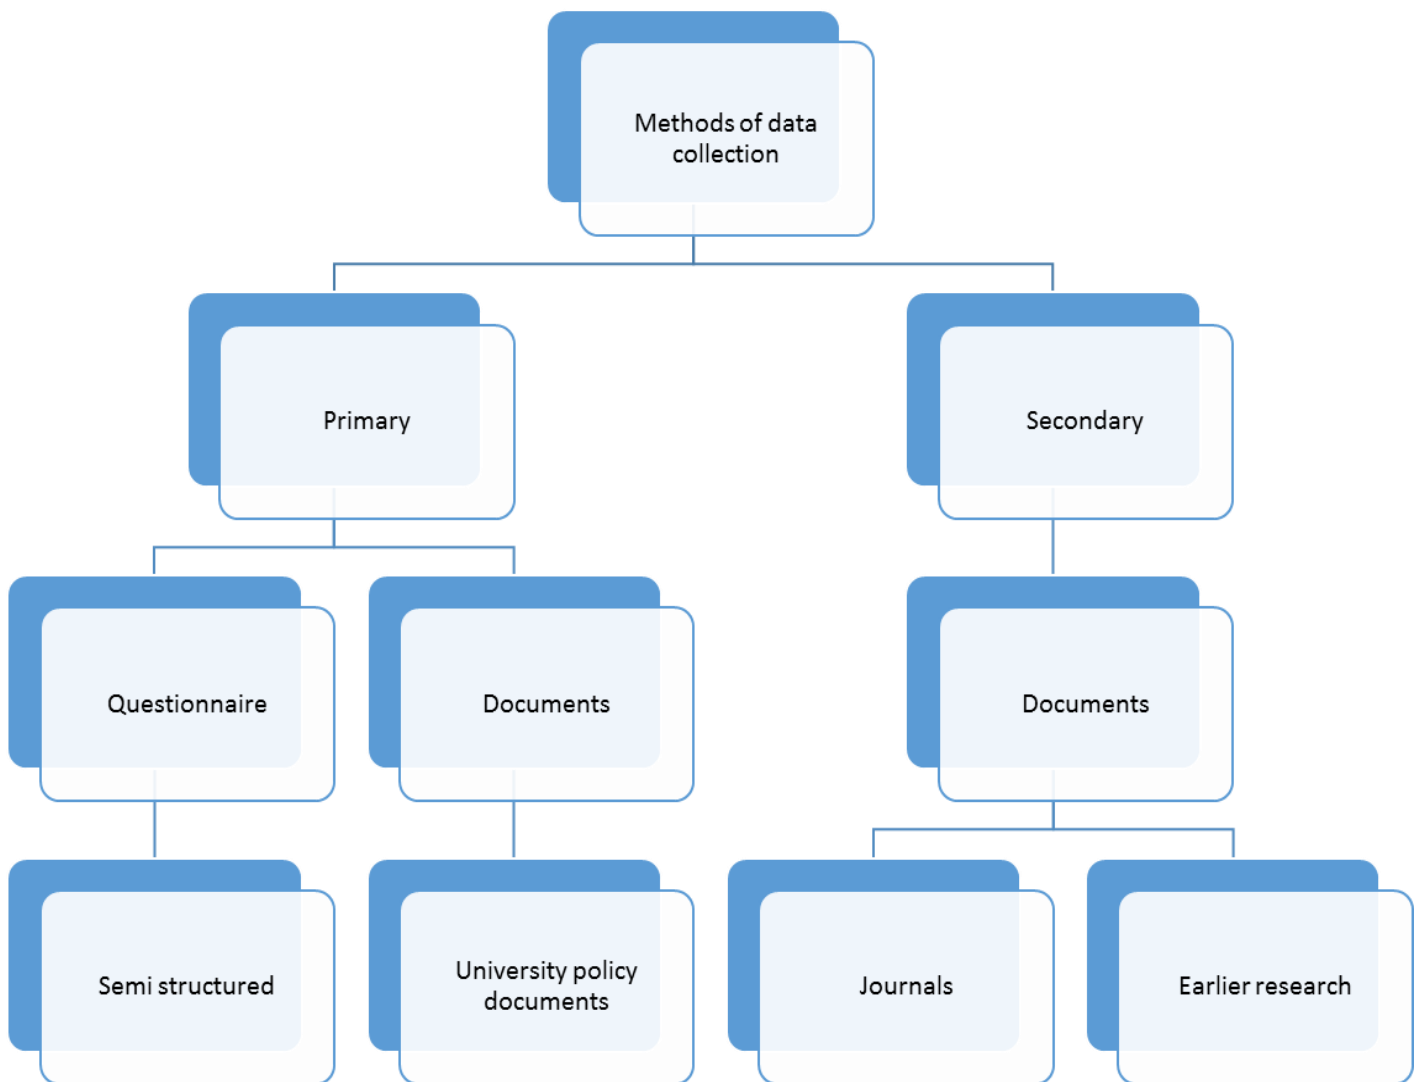 Methods of data
collection
Primary
Secondary
Questionnaire
Documents
Documents
Semi structured
University policy
documents
Journals
Earlier research